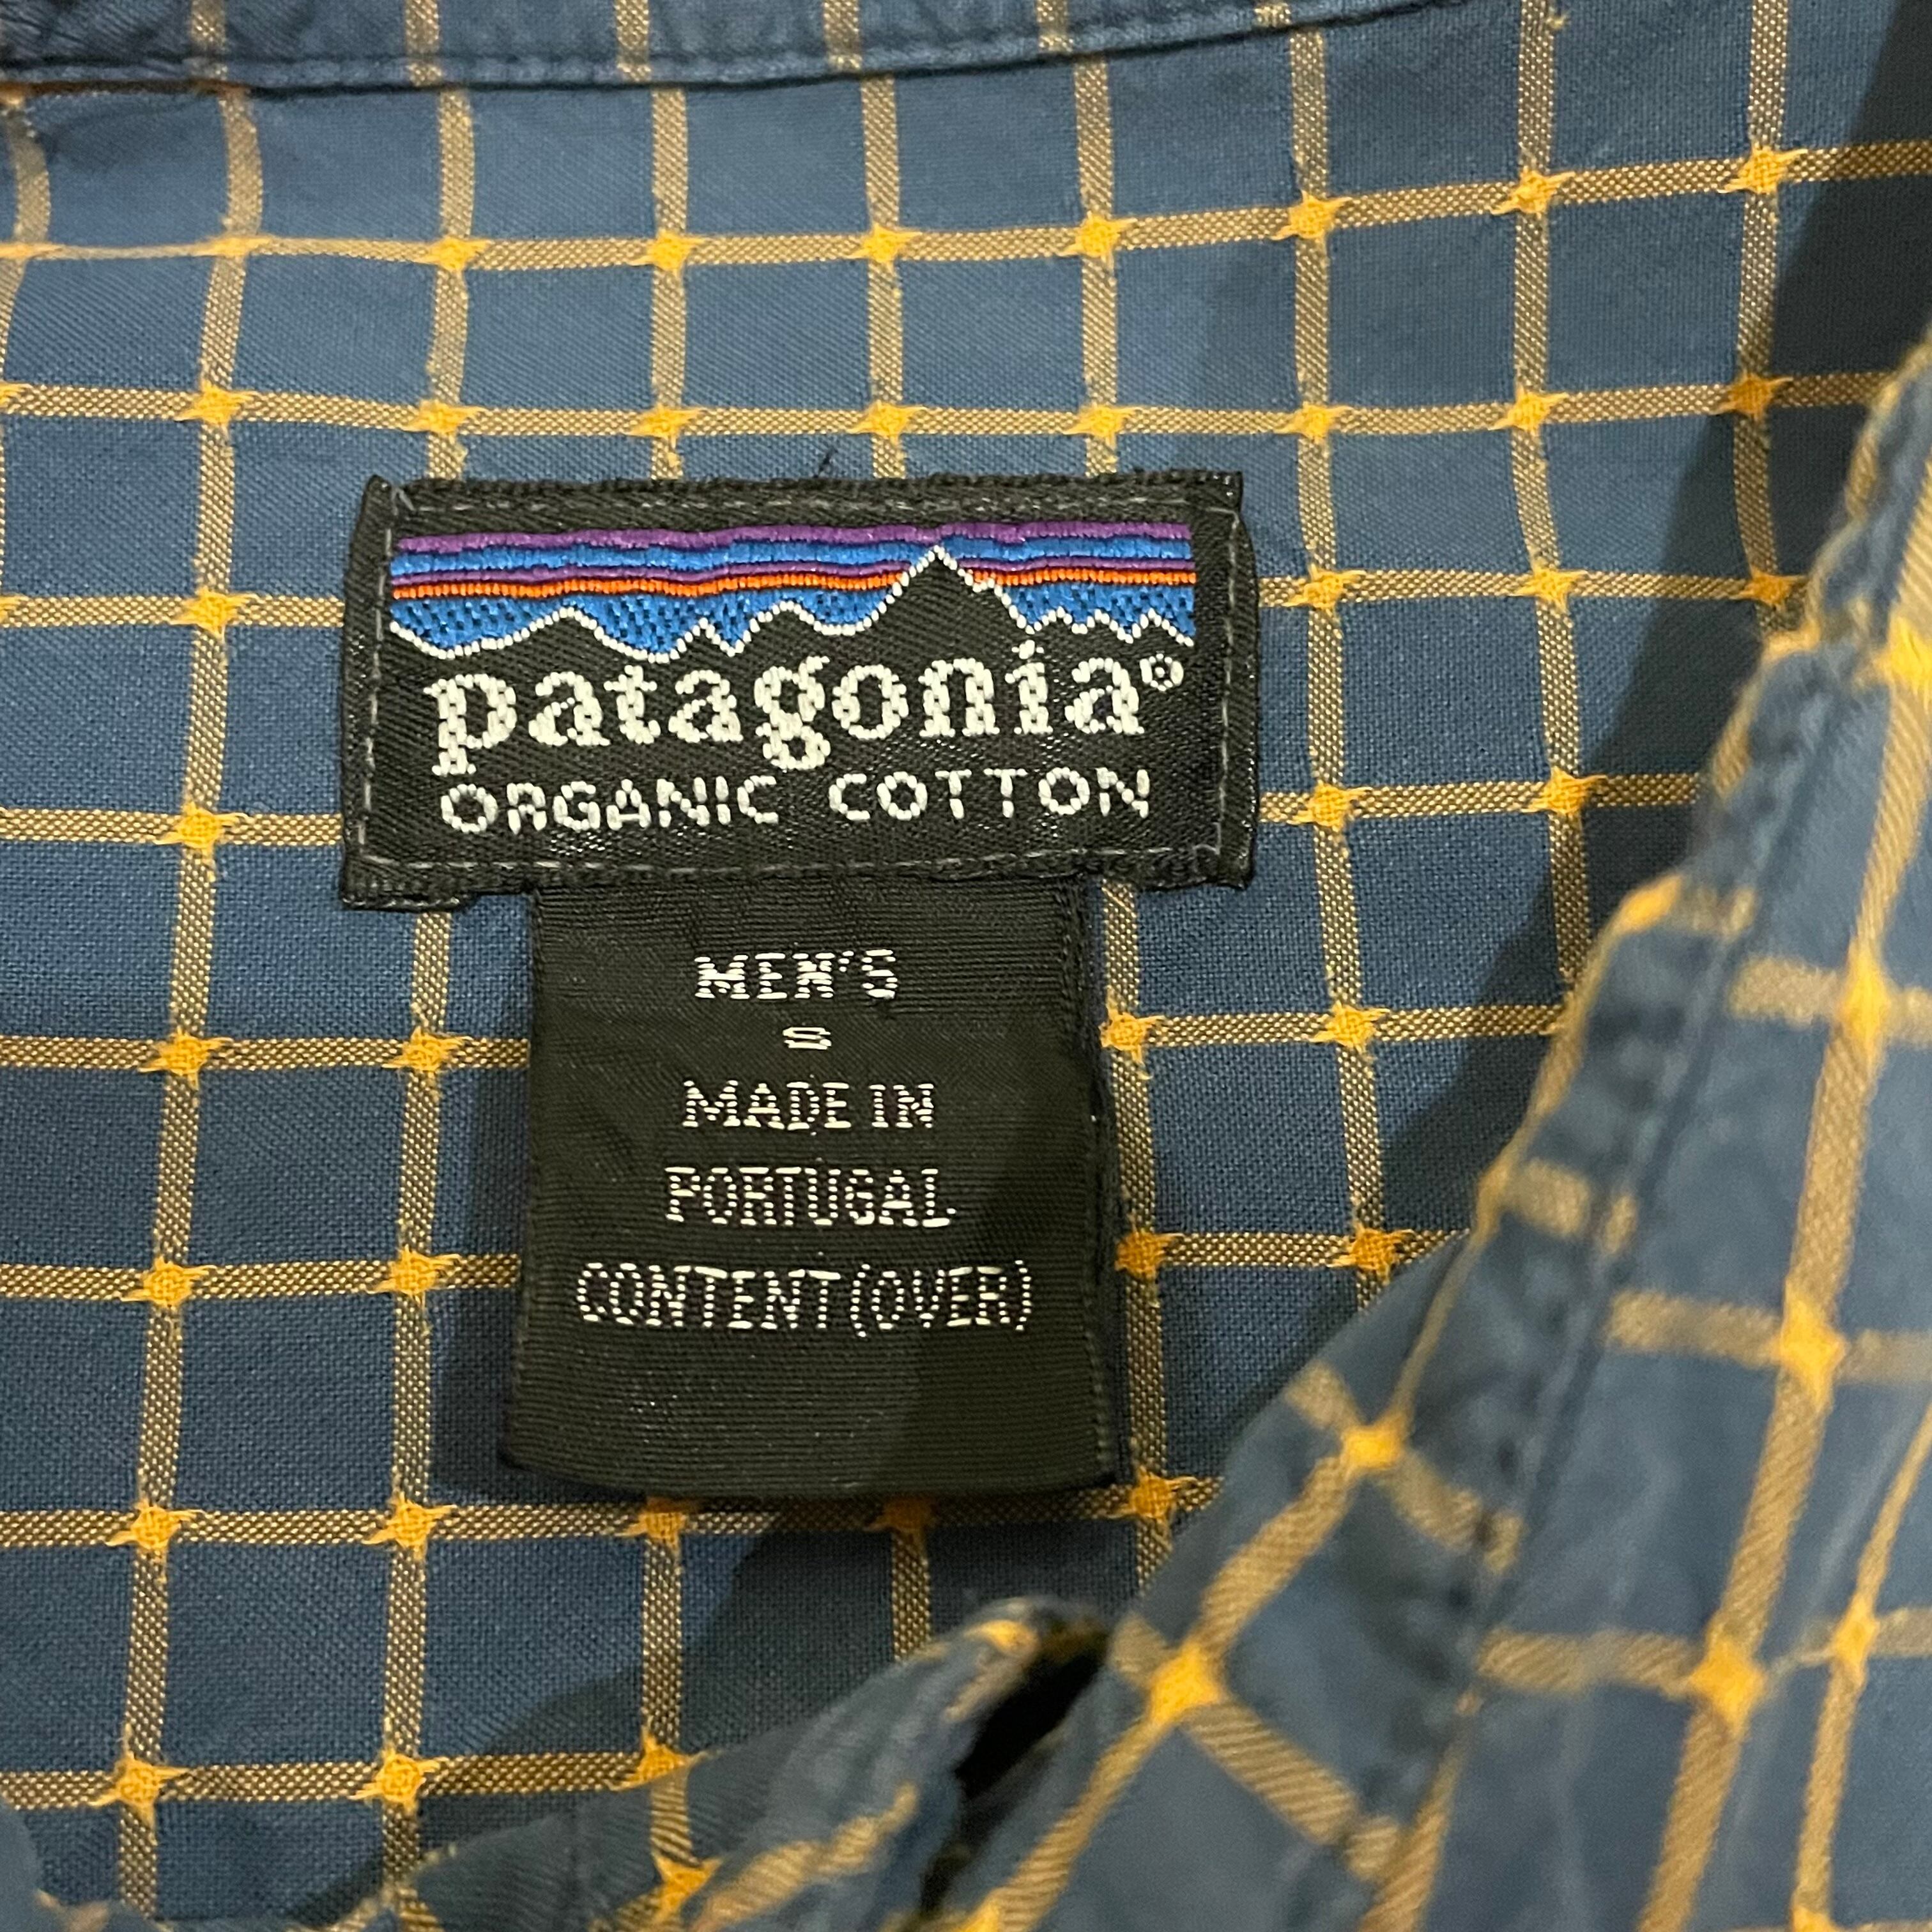 patagonia®
ORGANIC COTTON
MEN'S
S
MADE IN
PORTUGAL
CONTENT (OVER)